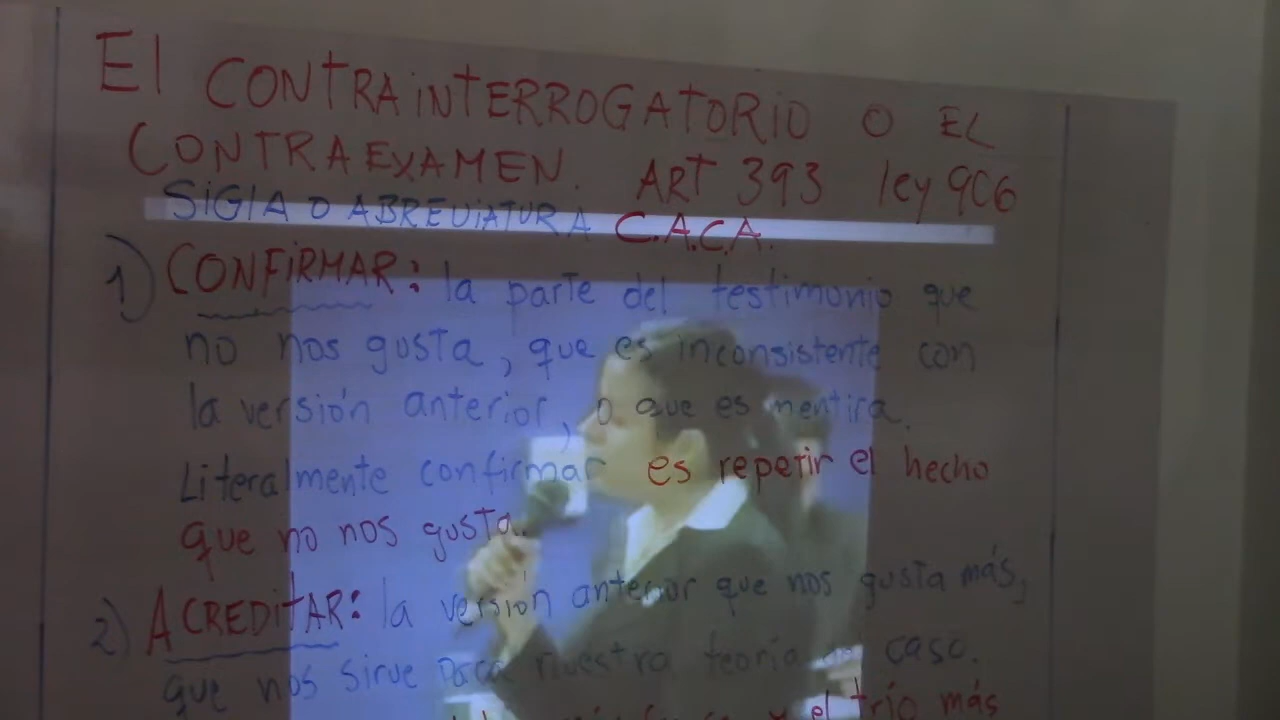 El CONTRAiNTERROGATORiO O EL
CONTRAEXAMEN. ART 393 ley 906
SIGlA O ABREVIATURA C.A.C.A.
1) CONFiRMAR: la parte del testimonio que
no nos gusta, que es inconsistente con
la versión anterior, o que es mentira.
Literalmente confirmar es repetir el hecho
que no nos gusta.
2) ACREDitAR: la versión anterior que nos gusta más,
que nos sirve para nuestra teoría del caso.
y el trío más